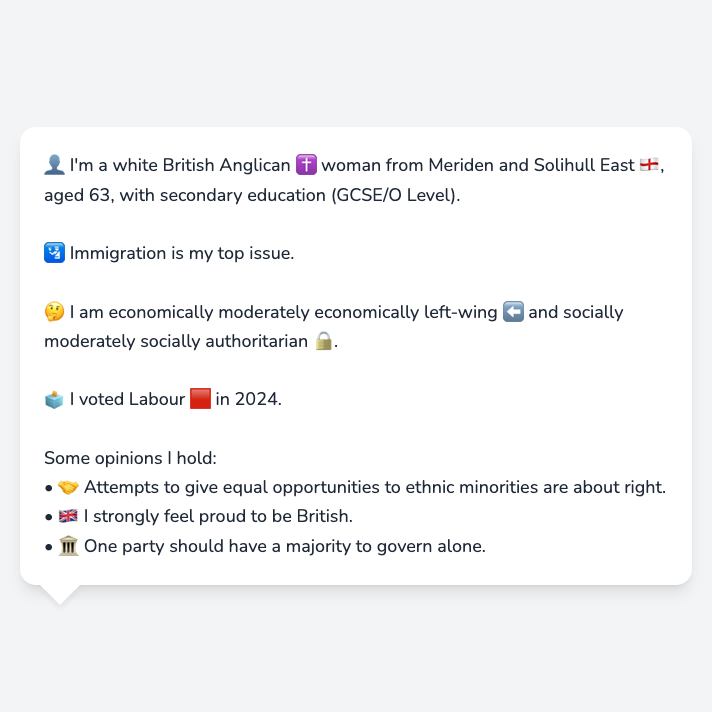 👤 I'm a white British Anglican ✝️ woman from Meriden and Solihull East 🏴󠁧󠁢󠁥󠁮󠁧󠁿,
aged 63, with secondary education (GCSE/O Level).
🛂 Immigration is my top issue.
🤔 I am economically moderately economically left-wing ⬅️ and socially
moderately socially authoritarian 🔒.
🗳️ I voted Labour 🟥 in 2024.
Some opinions I hold:
• 🤝 Attempts to give equal opportunities to ethnic minorities are about right.
• 🇬🇧 I strongly feel proud to be British.
• 🏛️ One party should have a majority to govern alone.